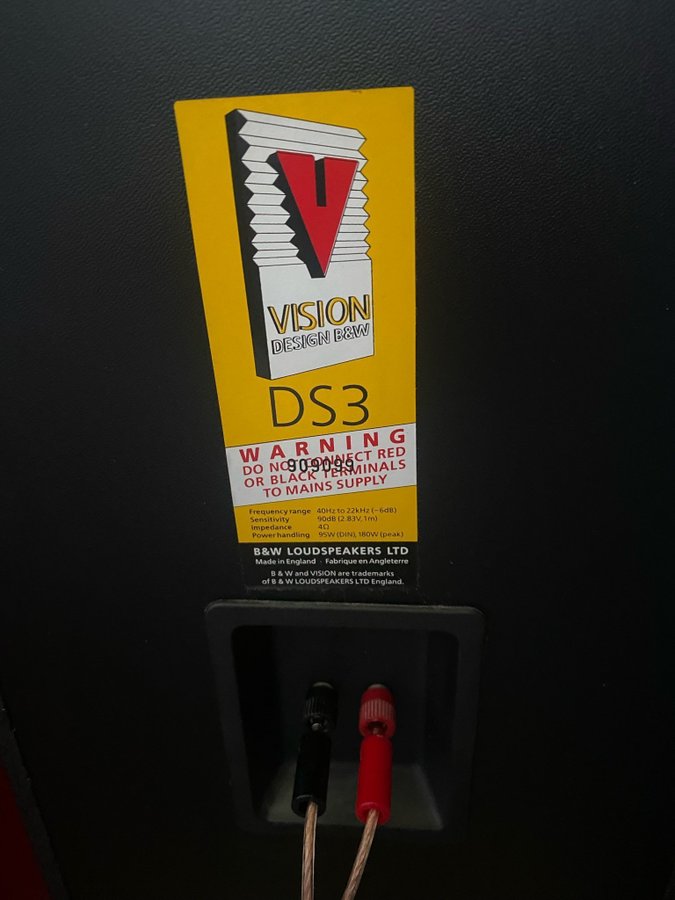 V
VISION
DESIGN B&W
DS3
WARNING
DO NOT CONNECT RED
909099
OR BLACK TERMINALS
TO MAINS SUPPLY
Frequency range 40Hz to 22kHz (−6dB)
Sensitivity 90dB (2.83V, 1m)
Impedance 4Ω
Power handling 95W (DIN), 180W (peak)
B&W LOUDSPEAKERS LTD
Made in England · Fabrique en Angleterre
B & W and VISION are trademarks
of B & W LOUDSPEAKERS LTD England.